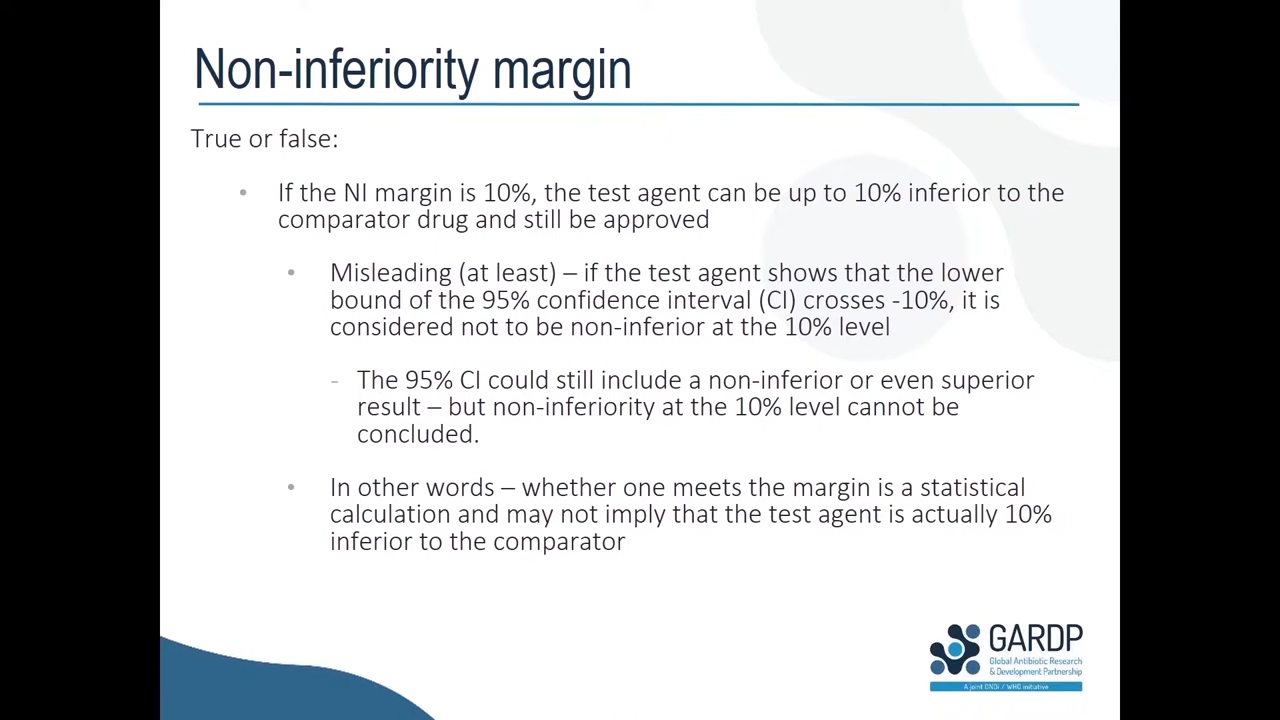 Non-inferiority margin
True or false:
• If the NI margin is 10%, the test agent can be up to 10% inferior to the
comparator drug and still be approved
• Misleading (at least) – if the test agent shows that the lower
bound of the 95% confidence interval (CI) crosses -10%, it is
considered not to be non-inferior at the 10% level
- The 95% CI could still include a non-inferior or even superior
result – but non-inferiority at the 10% level cannot be
concluded.
• In other words – whether one meets the margin is a statistical
calculation and may not imply that the test agent is actually 10%
inferior to the comparator
GARDP
Global Antibiotic Research
& Development Partnership
A joint DNDi / WHO initiative